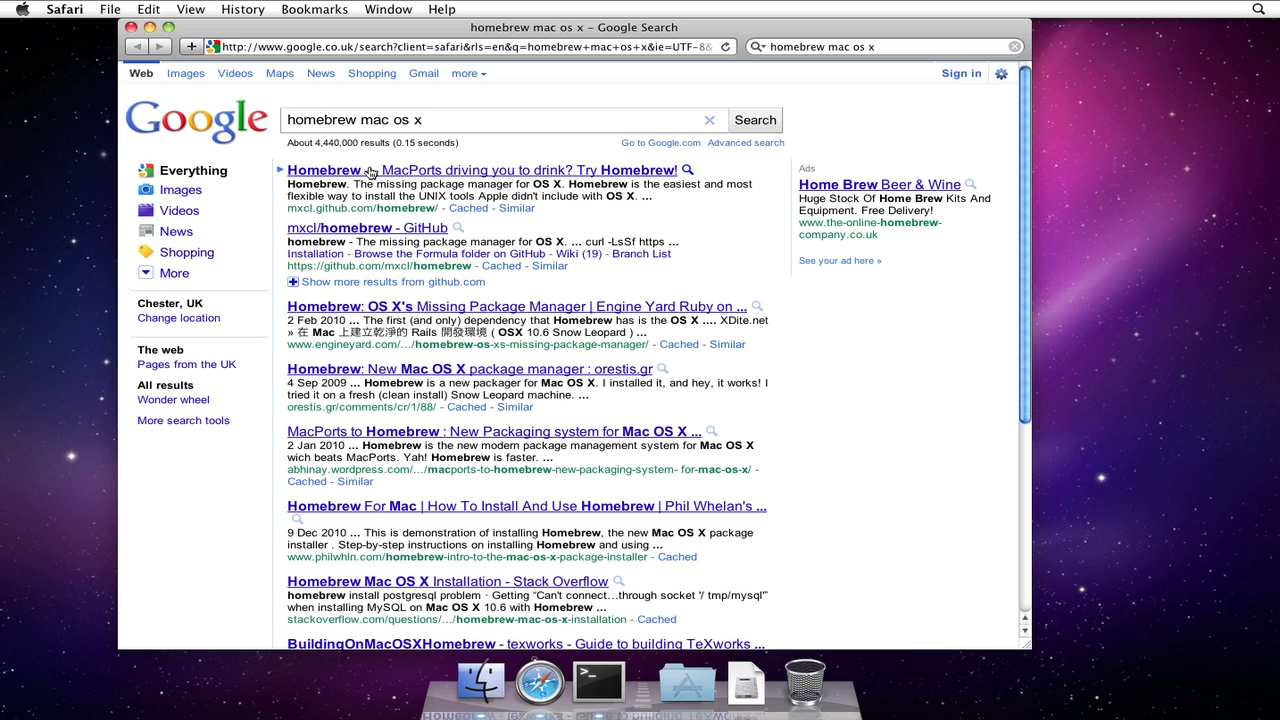 Safari File Edit View History Bookmarks Window Help
homebrew mac os x - Google Search
http://www.google.co.uk/search?client=safari&rls=en&q=homebrew+mac+os+x&ie=UTF-8&
homebrew mac os x
Web Images Videos Maps News Shopping Gmail more
Sign in
Google
homebrew mac os x
Search
About 4,440,000 results (0.15 seconds)
Go to Google.com Advanced search
Everything
Images
Videos
News
Shopping
More
Chester, UK
Change location
The web
Pages from the UK
All results
Wonder wheel
More search tools
Homebrew — MacPorts driving you to drink? Try Homebrew!
Homebrew. The missing package manager for OS X. Homebrew is the easiest and most
flexible way to install the UNIX tools Apple didn't include with OS X. ...
mxcl.github.com/homebrew/ - Cached - Similar
mxcl/homebrew - GitHub
homebrew - The missing package manager for OS X. ... curl -LsSf https ...
Installation - Browse the Formula folder on GitHub - Wiki (19) - Branch List
https://github.com/mxcl/homebrew - Cached - Similar
Show more results from github.com
Homebrew: OS X's Missing Package Manager | Engine Yard Ruby on ...
2 Feb 2010 ... The first (and only) dependency that Homebrew has is the OS X .... XDite.net
» 在 Mac 上建立乾淨的 Rails 開發環境 ( OSX 10.6 Snow Leopard ) ...
www.engineyard.com/.../homebrew-os-xs-missing-package-manager/ - Cached - Similar
Homebrew: New Mac OS X package manager : orestis.gr
4 Sep 2009 ... Homebrew is a new packager for Mac OS X. I installed it, and hey, it works! I
tried it on a fresh (clean install) Snow Leopard machine. ...
orestis.gr/comments/cr/1/88/ - Cached - Similar
MacPorts to Homebrew : New Packaging system for Mac OS X ...
2 Jan 2010 ... Homebrew is the new modern package management system for Mac OS X
wich beats MacPorts. Yah! Homebrew is faster. ...
abhinay.wordpress.com/.../macports-to-homebrew-new-packaging-system- for-mac-os-x/ -
Cached - Similar
Homebrew For Mac | How To Install And Use Homebrew | Phil Whelan's ...
9 Dec 2010 ... This is demonstration of installing Homebrew, the new Mac OS X package
installer . Step-by-step instructions on installing Homebrew and using ...
www.philwhln.com/homebrew-intro-to-the-mac-os-x-package-installer - Cached
Homebrew Mac OS X Installation - Stack Overflow
homebrew install postgresql problem · Getting “Can't connect...through socket '/ tmp/mysql'”
when installing MySQL on Mac OS X 10.6 with Homebrew ...
stackoverflow.com/questions/.../homebrew-mac-os-x-installation - Cached
BuildingOnMacOSXHomebrew - texworks - Guide to building TeXworks ...
Ads
Home Brew Beer & Wine
Huge Stock Of Home Brew Kits And
Equipment. Free Delivery!
www.the-online-homebrew-
company.co.uk
See your ad here »